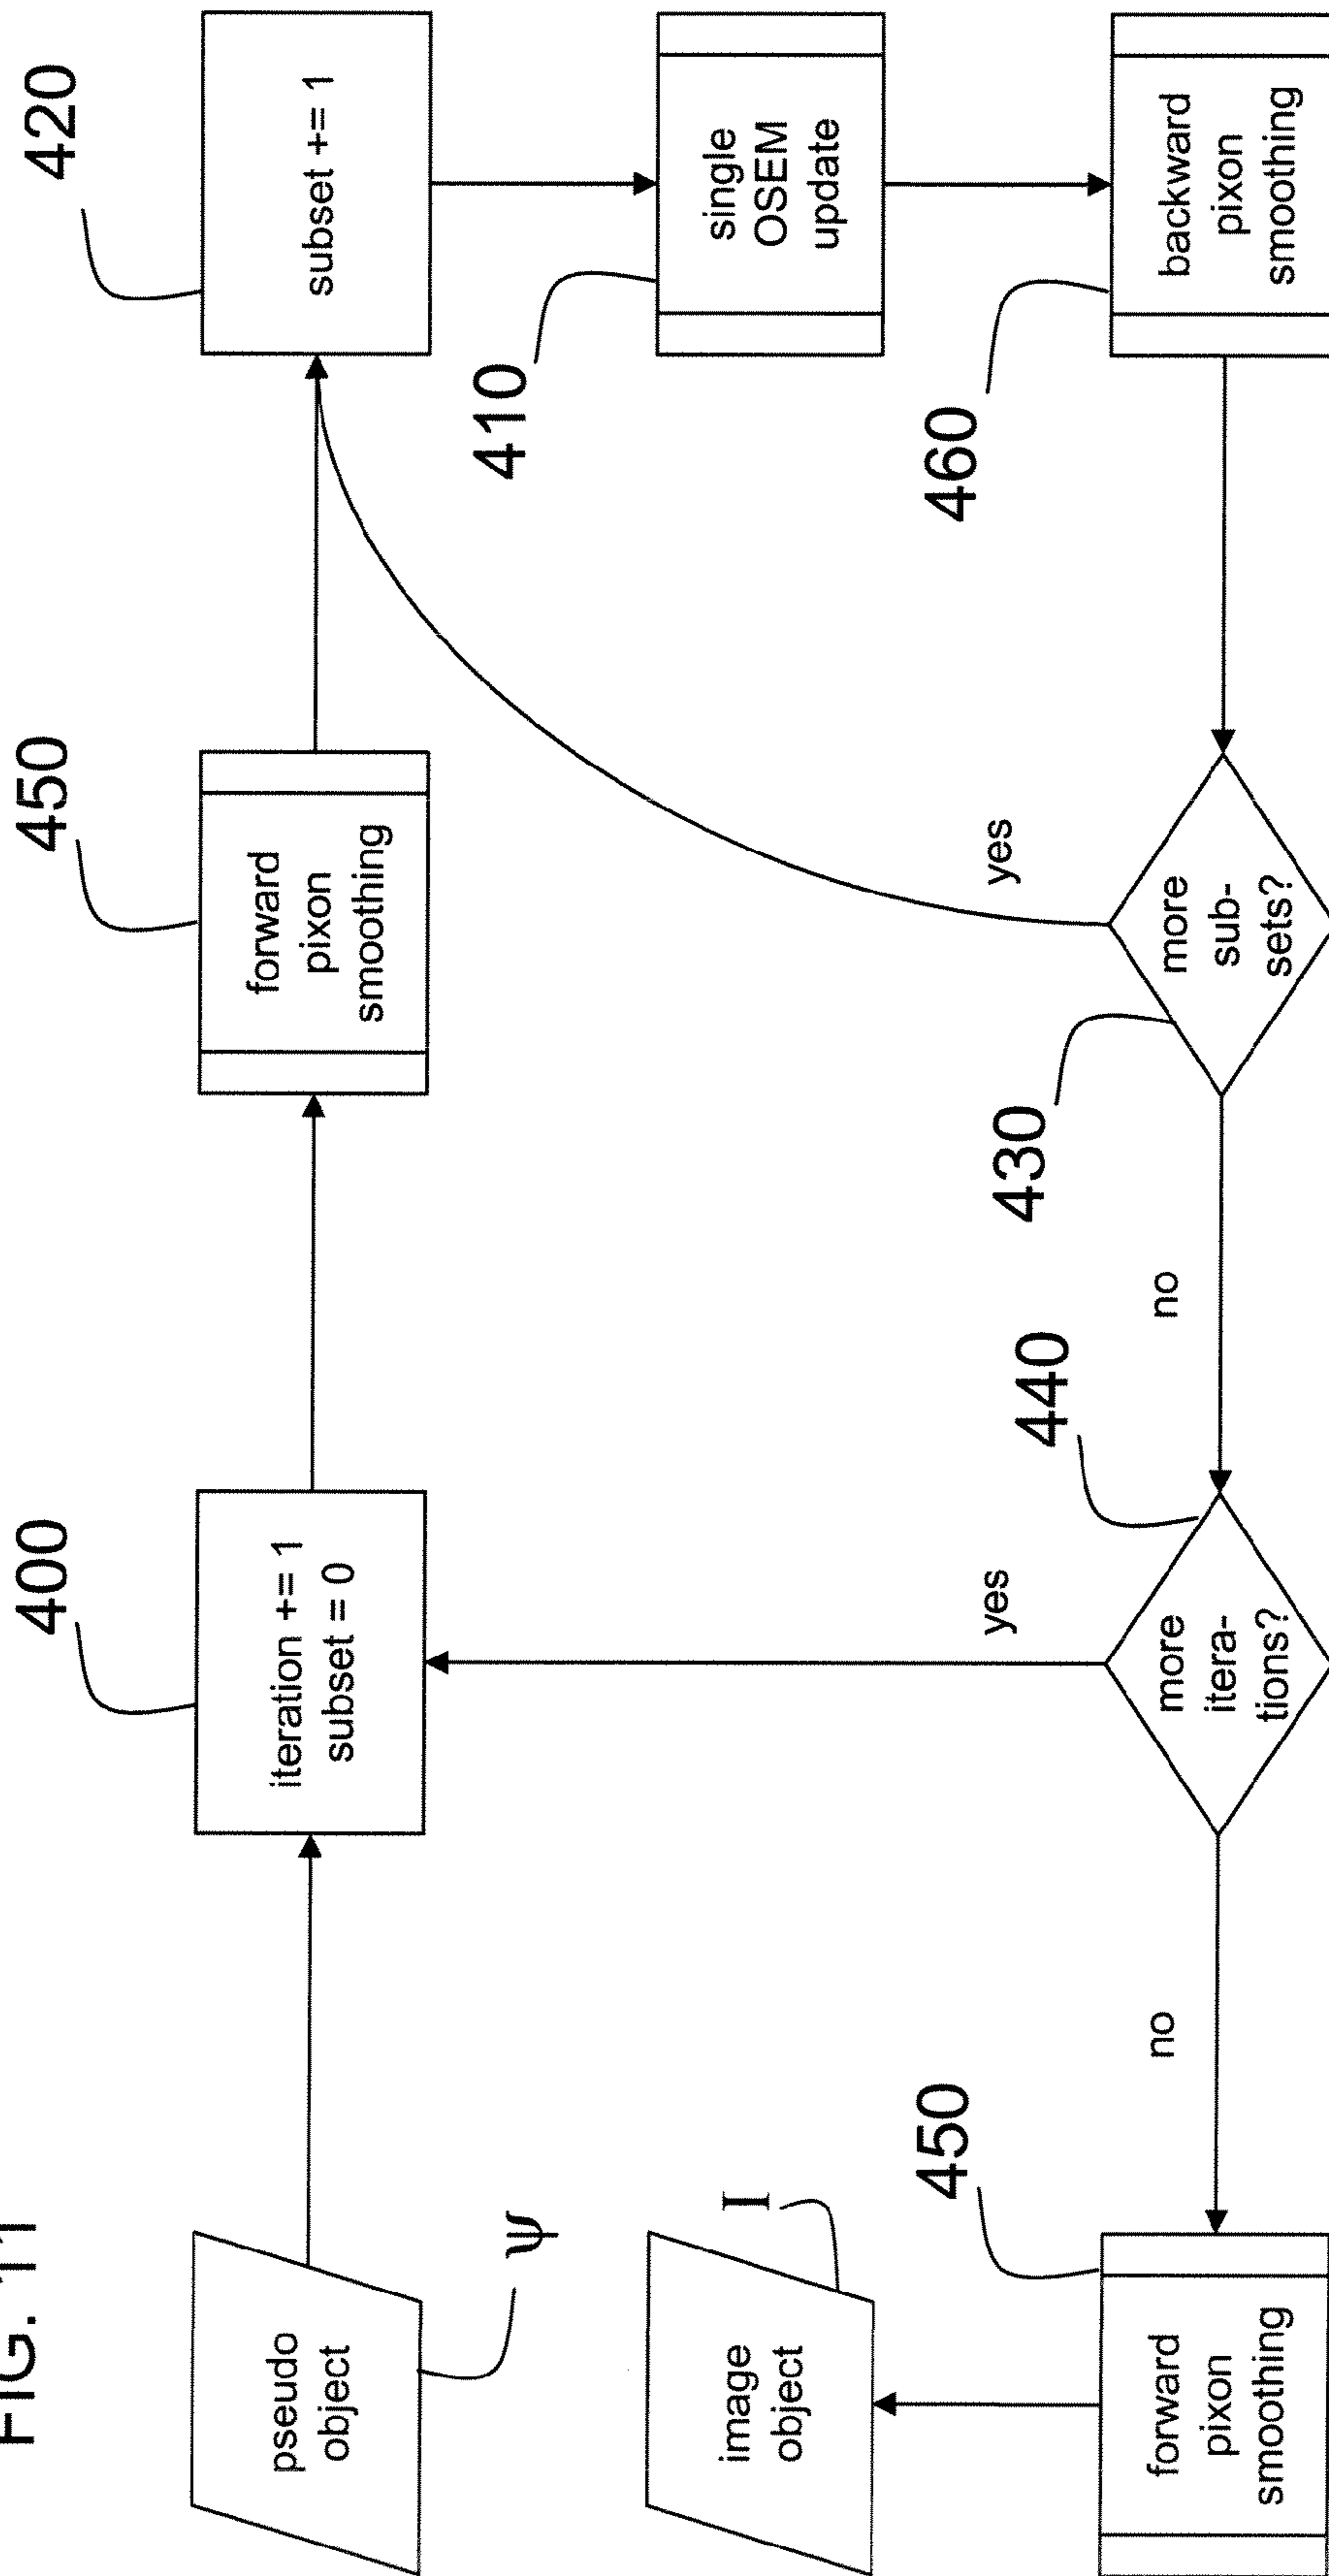 FIG. 11
pseudo
object
ψ
400
iteration += 1
subset = 0
450
forward
pixon
smoothing
420
subset += 1
410
single
OSEM
update
460
backward
pixon
smoothing
430
more
sub-
sets?
yes
no
440
more
itera-
tions?
yes
no
450
forward
pixon
smoothing
image
object
I